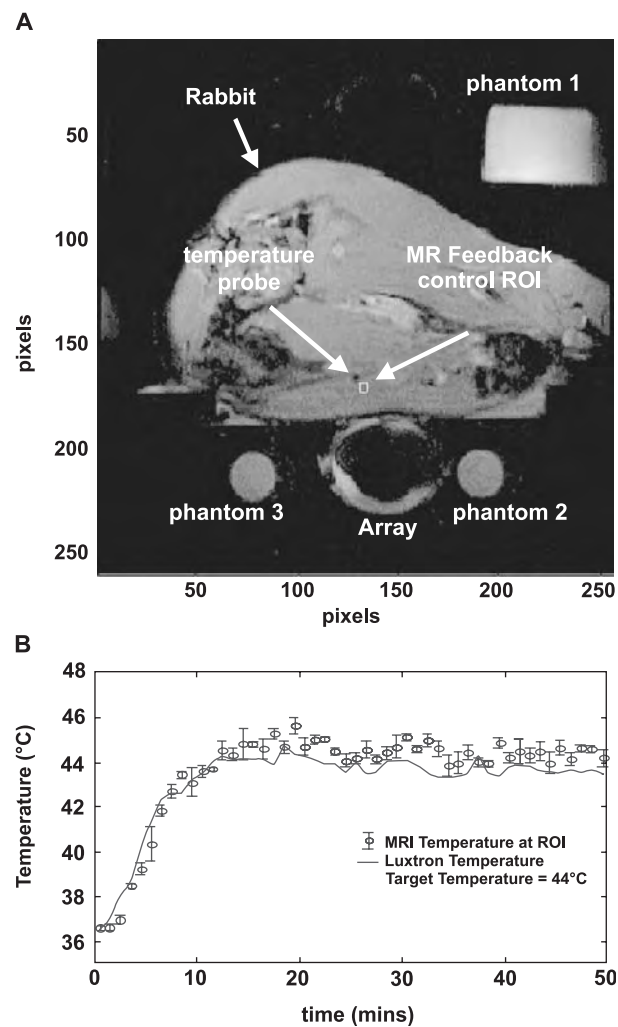 A
phantom 1
Rabbit
50
100
150
200
250
pixels
temperature
probe
MR Feedback
control ROI
phantom 3
Array
phantom 2
50
100
150
200
250
pixels
B
48
46
44
42
40
38
36
Temperature (°C)
MRI Temperature at ROI
Luxtron Temperature
Target Temperature = 44°C
0
10
20
30
40
50
time (mins)